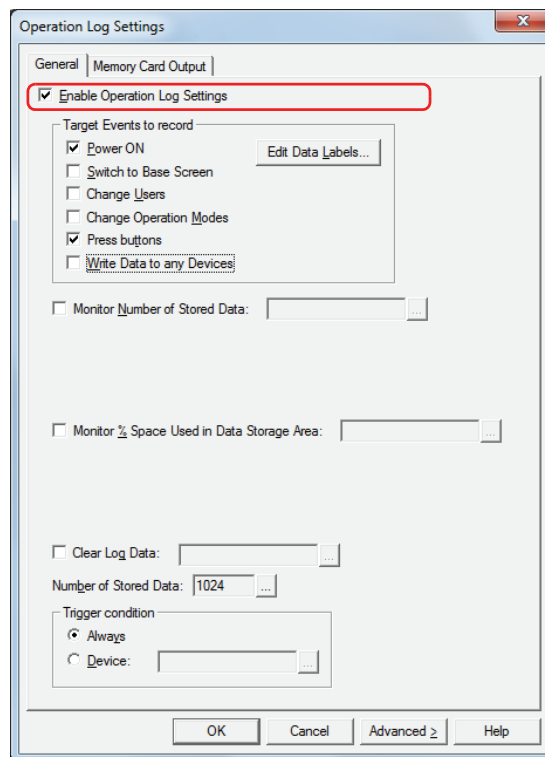 Operation Log Settings
General Memory Card Output
Enable Operation Log Settings
Target Events to record
Power ON Edit Data Labels...
Switch to Base Screen
Change Users
Change Operation Modes
Press buttons
Write Data to any Devices
Monitor Number of Stored Data: ...
Monitor % Space Used in Data Storage Area: ...
Clear Log Data: ...
Number of Stored Data: 1024 ...
Trigger condition
Always
Device: ...
OK Cancel Advanced > Help